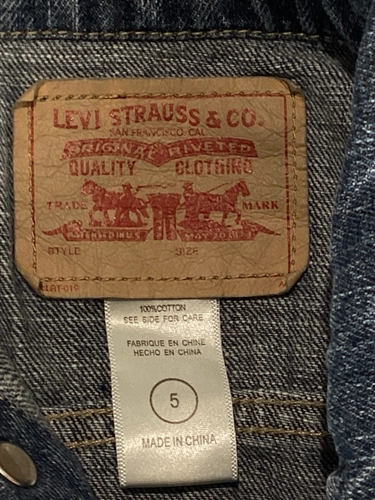 LEVI STRAUSS & CO.
SAN FRANCISCO CAL
ORIGINAL RIVETED
QUALITY CLOTHING
TRADE MARK
STYLE SIZE
100%COTTON
SEE SIDE FOR CARE
FABRIQUE EN CHINE
HECHO EN CHINA
5
MADE IN CHINA